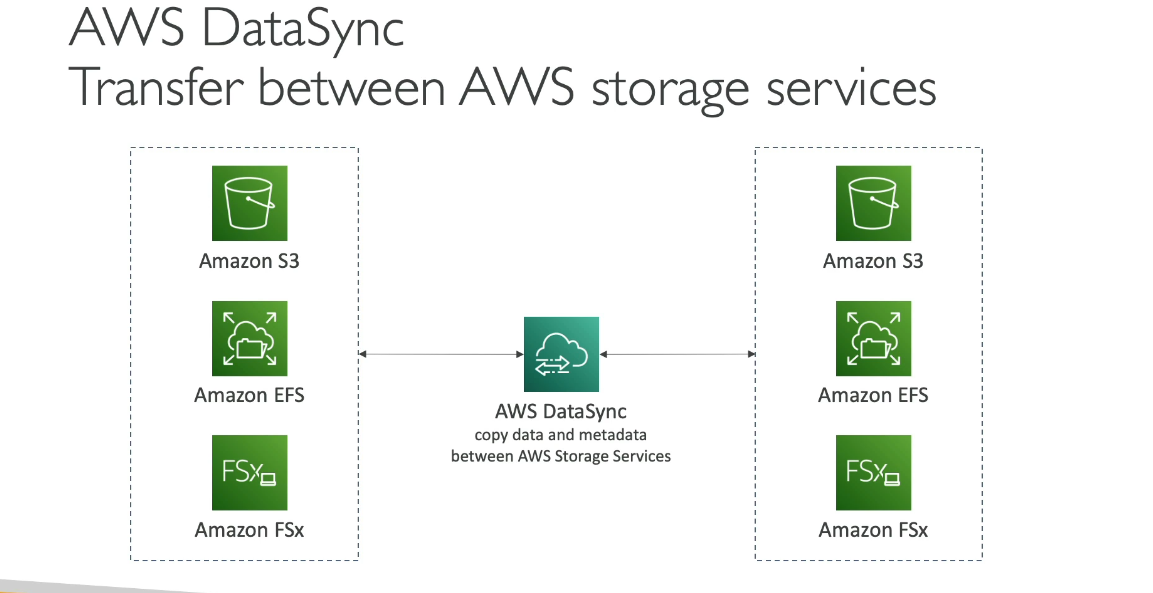 AWS DataSync
Transfer between AWS storage services
Amazon S3
Amazon EFS
FSx
Amazon FSx
AWS DataSync
copy data and metadata
between AWS Storage Services
Amazon S3
Amazon EFS
FSx
Amazon FSx